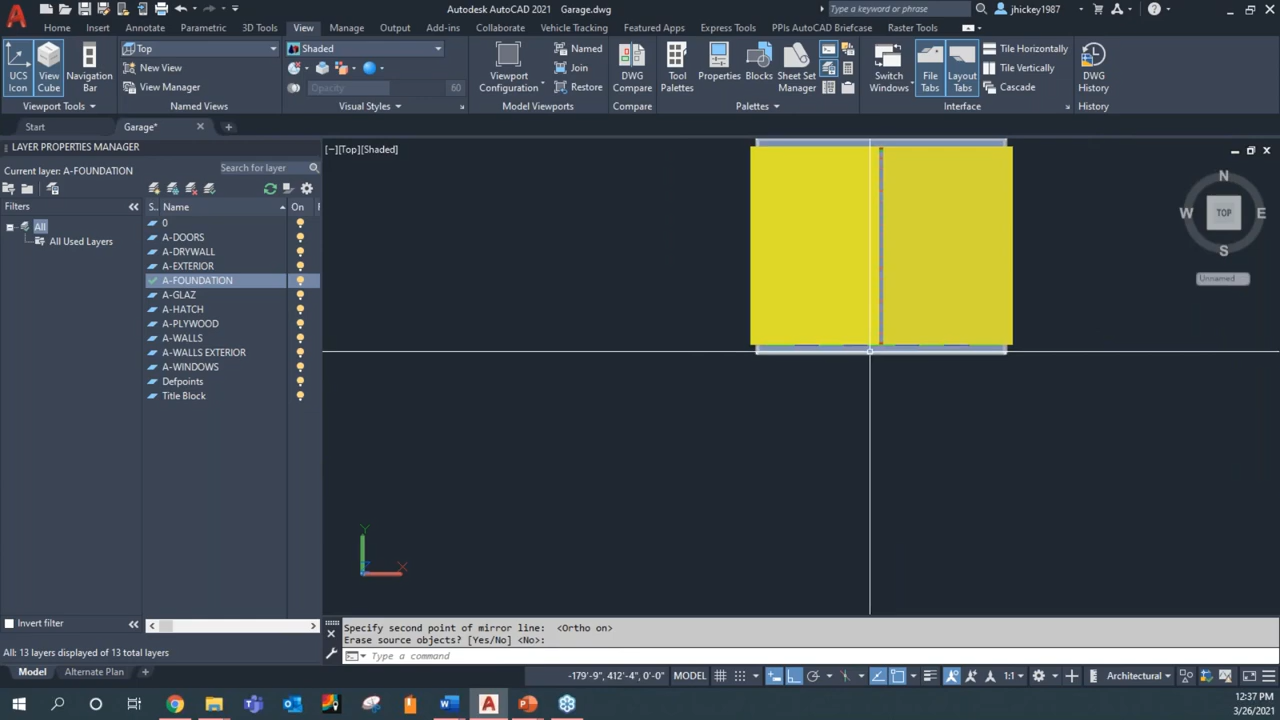 Autodesk AutoCAD 2021 Garage.dwg
Type a keyword or phrase
jhickey1987
Home Insert Annotate Parametric 3D Tools View Manage Output Add-ins Collaborate Vehicle Tracking Featured Apps Express Tools PPIs AutoCAD Briefcase Raster Tools
UCS Icon
View Cube
Navigation Bar
Viewport Tools
Top
New View
View Manager
Named Views
Shaded
Opacity 60
Visual Styles
Viewport Configuration
Named
Join
Restore
Model Viewports
DWG Compare
Compare
Tool Palettes
Properties
Blocks
Sheet Set Manager
Palettes
Switch Windows
File Tabs
Layout Tabs
Tile Horizontally
Tile Vertically
Cascade
Interface
DWG History
History
Start
Garage*
LAYER PROPERTIES MANAGER
Current layer: A-FOUNDATION
Search for layer
Filters
All
All Used Layers
S.. Name On F
0
A-DOORS
A-DRYWALL
A-EXTERIOR
A-FOUNDATION
A-GLAZ
A-HATCH
A-PLYWOOD
A-WALLS
A-WALLS EXTERIOR
A-WINDOWS
Defpoints
Title Block
Invert filter
All: 13 layers displayed of 13 total layers
[−][Top][Shaded]
N
W TOP E
S
Unnamed
Y
X
Specify second point of mirror line: <Ortho on>
Erase source objects? [Yes/No] <No>:
Type a command
Model Alternate Plan
-179'-9", 412'-4", 0'-0" MODEL 1:1 Architectural
12:37 PM
3/26/2021